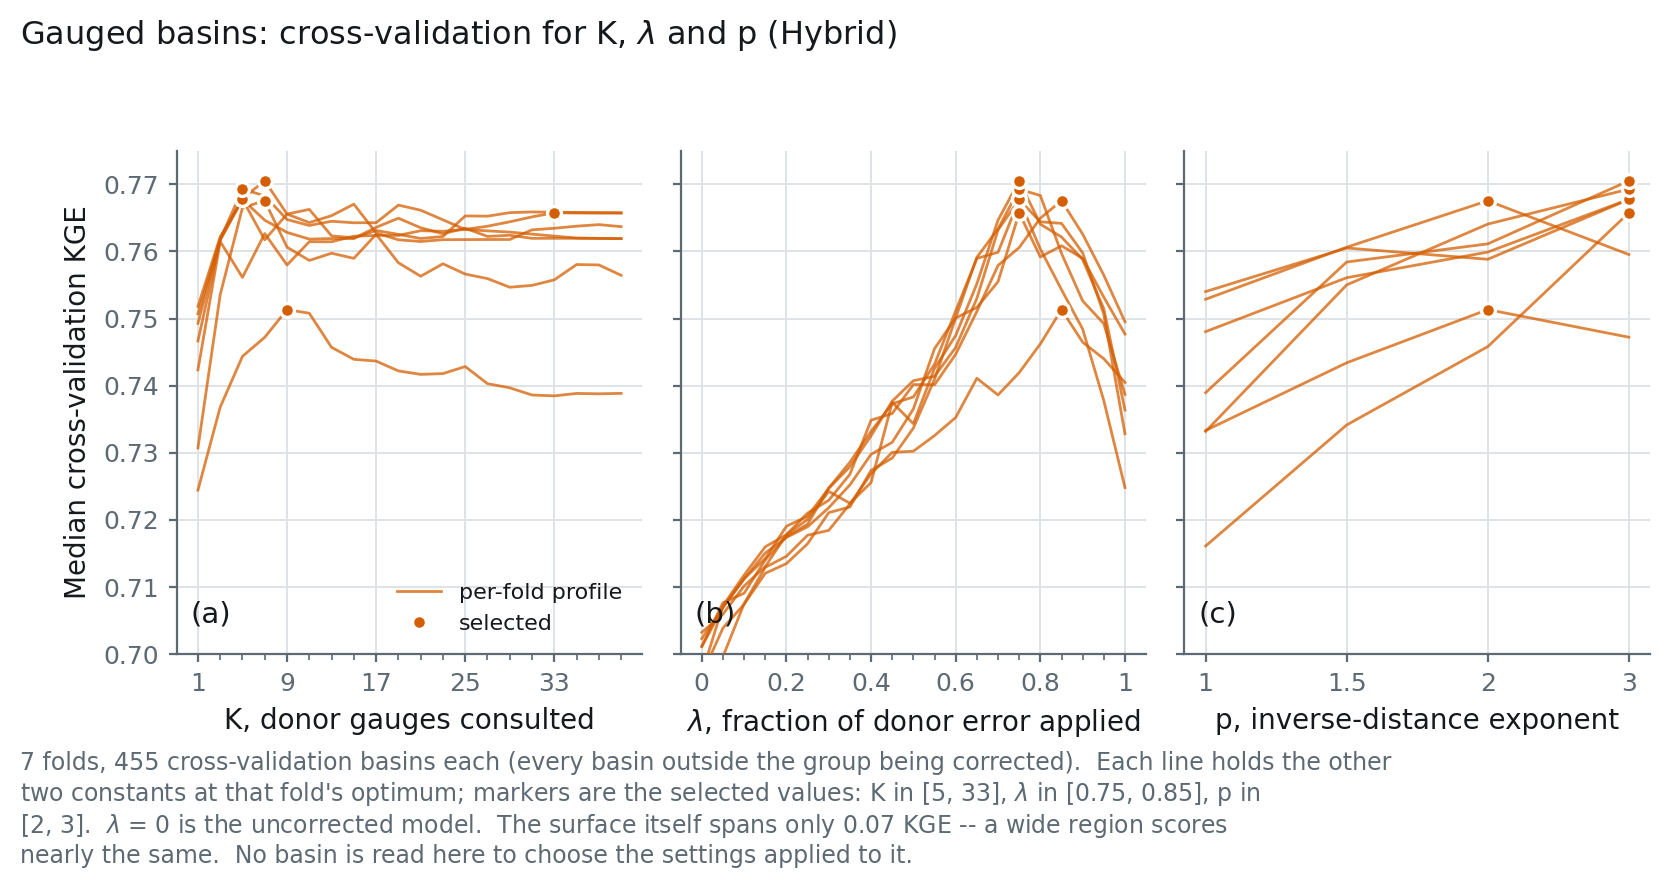 Gauged basins: cross-validation for K, λ and p (Hybrid)
Median cross-validation KGE
0.77
0.76
0.75
0.74
0.73
0.72
0.71
0.70
(a)
per-fold profile
selected
1 9 17 25 33
K, donor gauges consulted
(b)
0 0.2 0.4 0.6 0.8 1
λ, fraction of donor error applied
(c)
1 1.5 2 3
p, inverse-distance exponent
7 folds, 455 cross-validation basins each (every basin outside the group being corrected).  Each line holds the other
two constants at that fold's optimum; markers are the selected values: K in [5, 33], λ in [0.75, 0.85], p in
[2, 3].  λ = 0 is the uncorrected model.  The surface itself spans only 0.07 KGE -- a wide region scores
nearly the same.  No basin is read here to choose the settings applied to it.